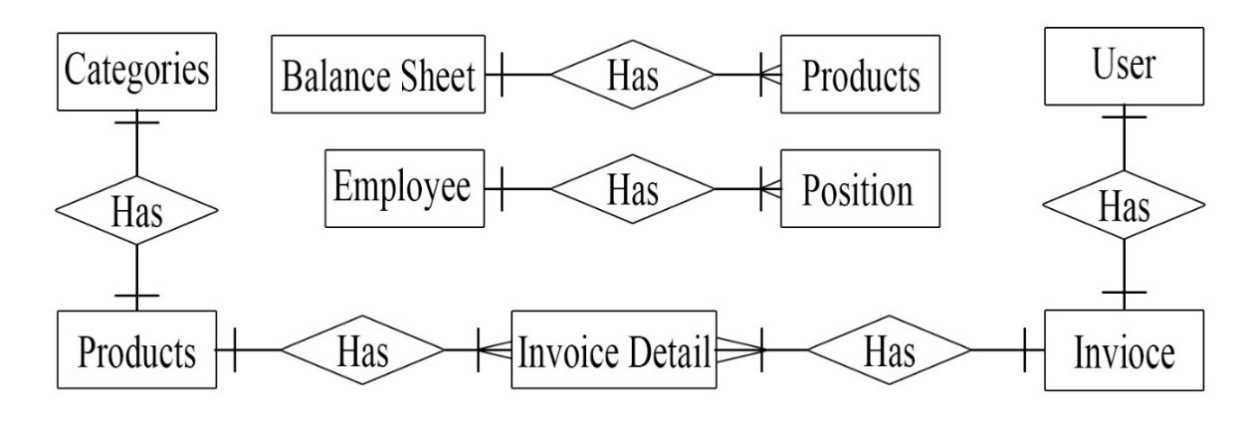 Categories
Balance Sheet
Has
Products
User
Employee
Has
Position
Has
Has
Products
Has
Invoice Detail
Has
Invioce